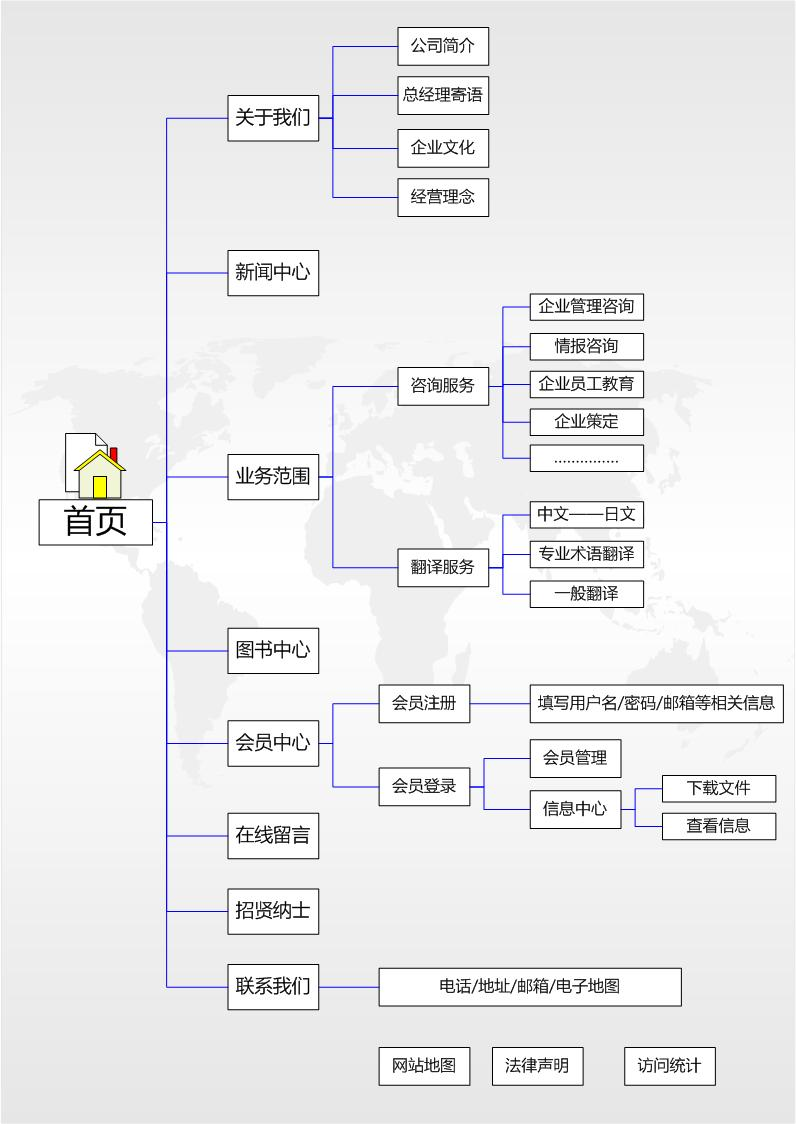 首页
关于我们
公司简介
总经理寄语
企业文化
经营理念
新闻中心
业务范围
咨询服务
企业管理咨询
情报咨询
企业员工教育
企业策定
...............
翻译服务
中文——日文
专业术语翻译
一般翻译
图书中心
会员中心
会员注册
填写用户名/密码/邮箱等相关信息
会员登录
会员管理
信息中心
下载文件
查看信息
在线留言
招贤纳士
联系我们
电话/地址/邮箱/电子地图
网站地图
法律声明
访问统计